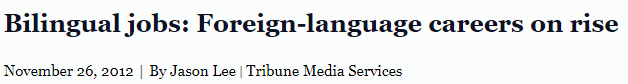 Bilingual jobs: Foreign-language careers on rise
November 26, 2012 | By Jason Lee | Tribune Media Services